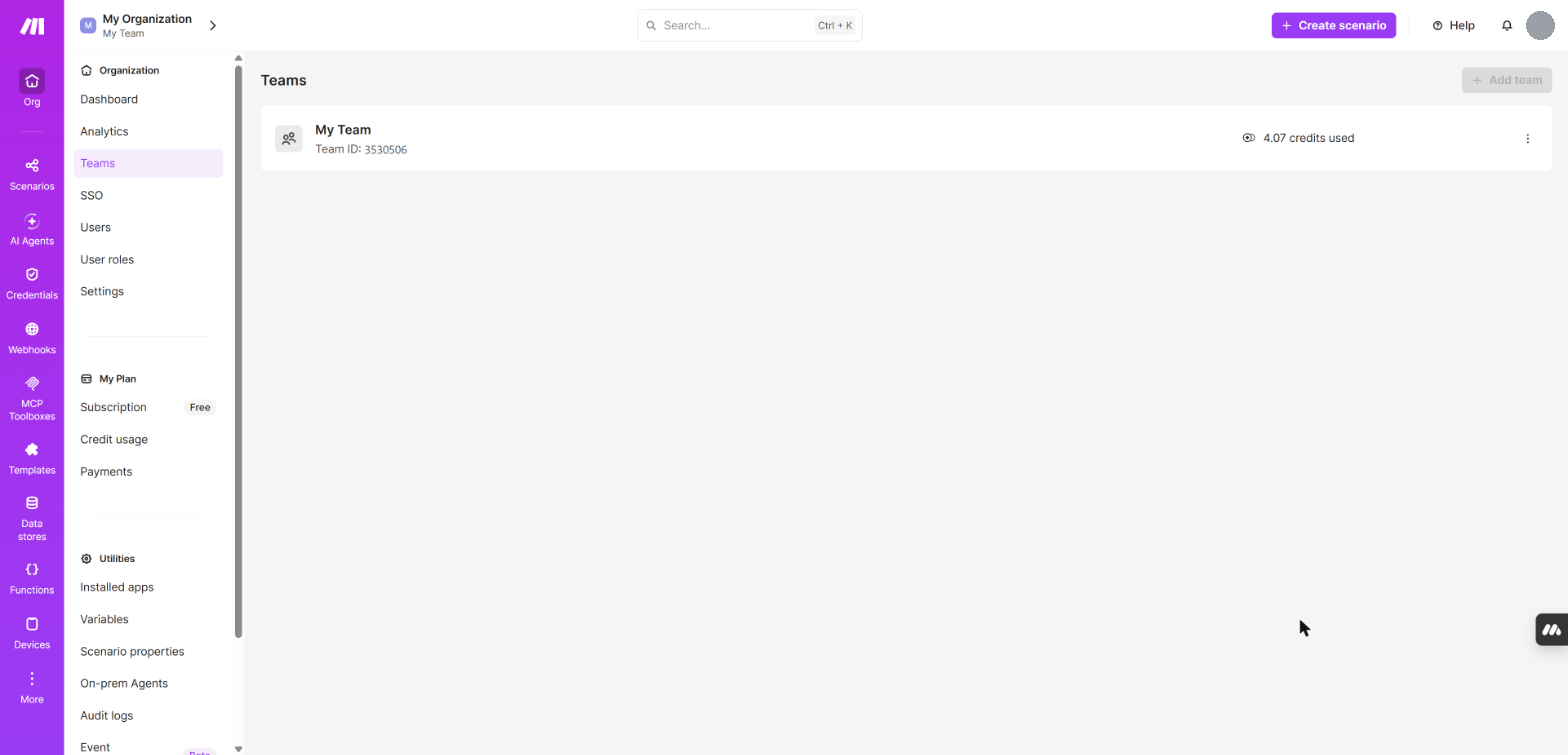 M
My Organization
My Team
Search...
Ctrl + K
Create scenario
Help
Org
Scenarios
AI Agents
Credentials
Webhooks
MCP
Toolboxes
Templates
Data
stores
Functions
Devices
More
Organization
Dashboard
Analytics
Teams
SSO
Users
User roles
Settings
My Plan
Subscription Free
Credit usage
Payments
Utilities
Installed apps
Variables
Scenario properties
On-prem Agents
Audit logs
Event Beta
Teams
Add team
My Team
Team ID: 3530506
4.07 credits used